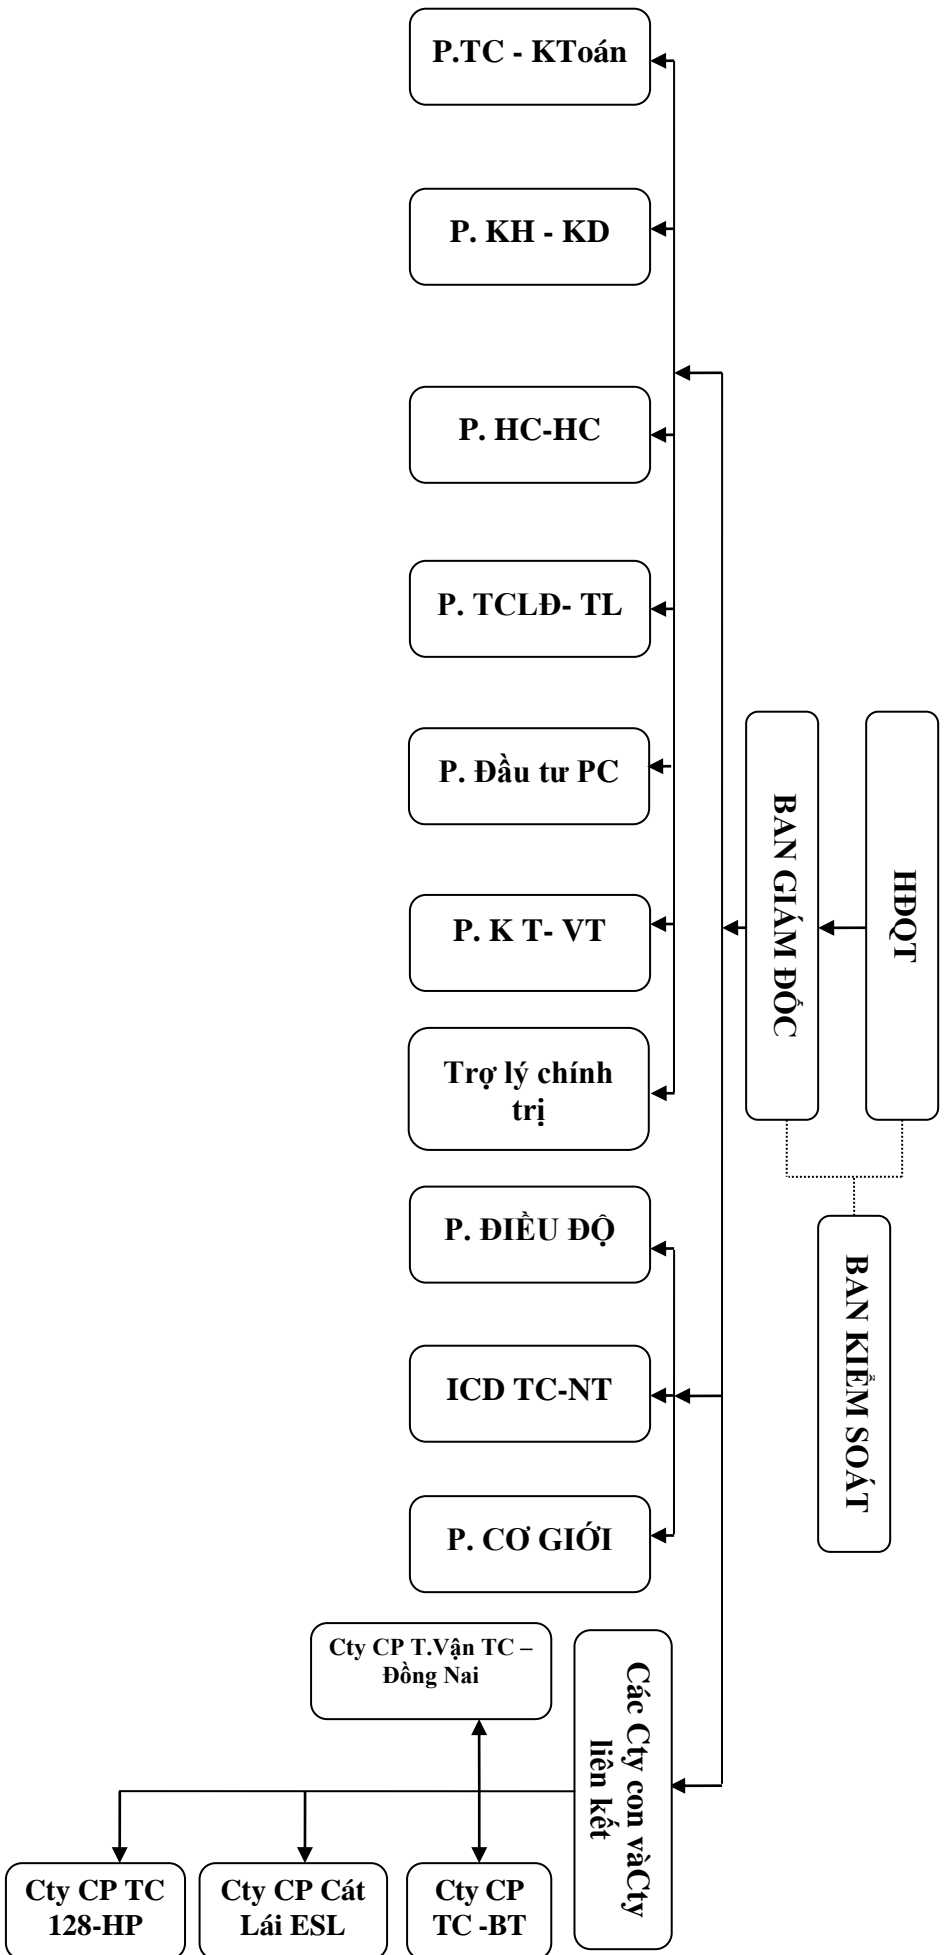 P.TC - KToán
P. KH - KD
P. HC-HC
P. TCLĐ- TL
P. Đầu tư PC
P. K T- VT
Trợ lý chính
trị
P. ĐIỀU ĐỘ
ICD TC-NT
P. CƠ GIỚI
BAN GIÁM ĐỐC
HĐQT
BAN KIỂM SOÁT
Các Cty con vàCty
liên kết
Cty CP T.Vận TC –
Đồng Nai
Cty CP TC
128-HP
Cty CP Cát
Lái ESL
Cty CP
TC -BT